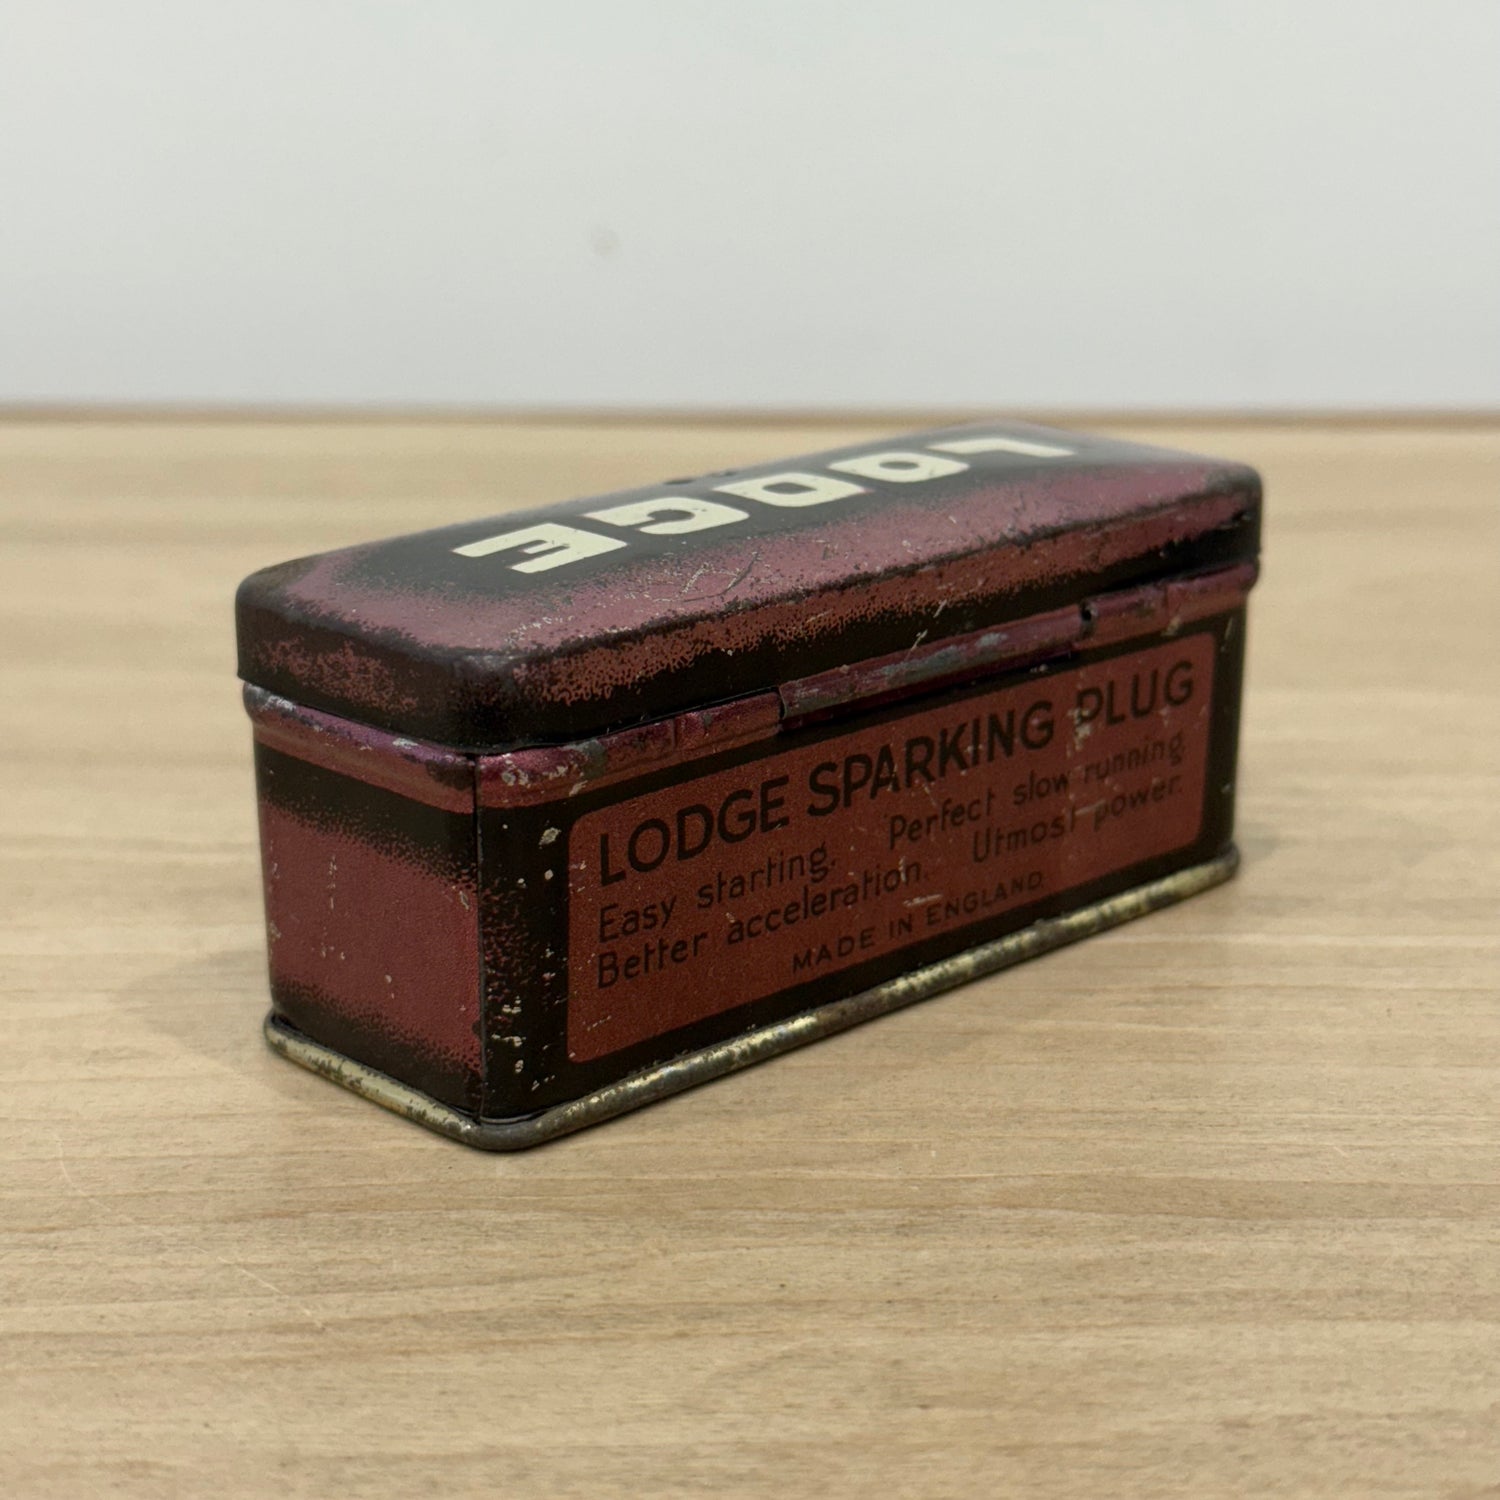 LODGE
LODGE SPARKING PLUG
Easy starting. Perfect slow running
Better acceleration. Utmost power.
MADE IN ENGLAND